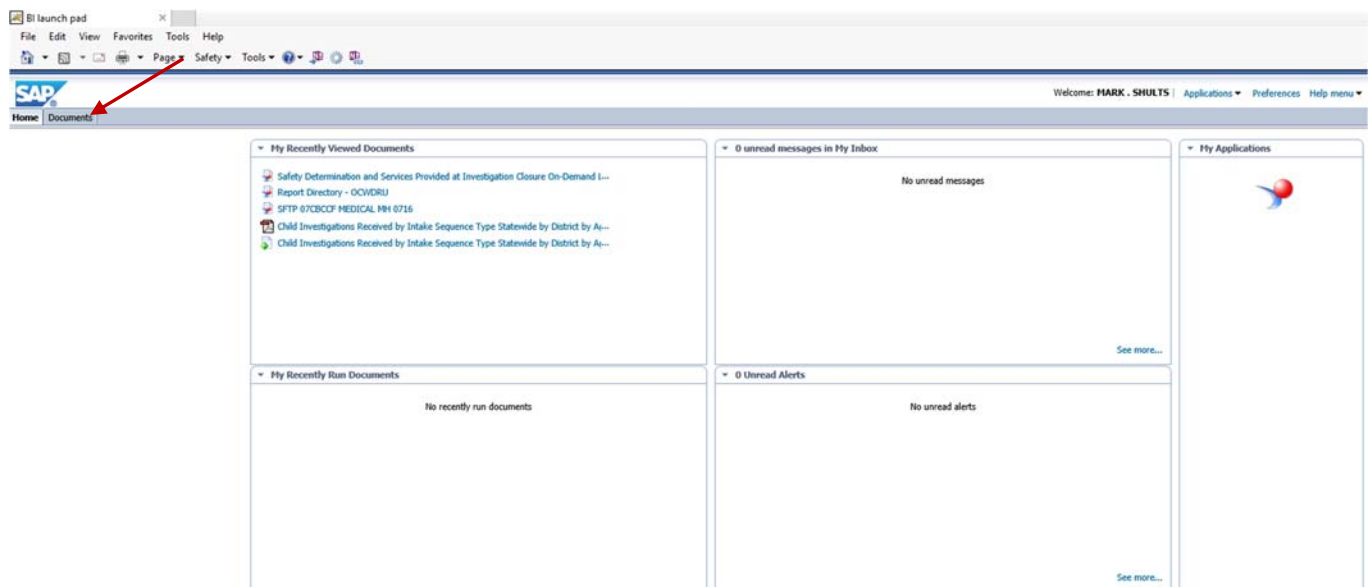 BI launch pad
File Edit View Favorites Tools Help
Page Safety Tools
SAP
Welcome: MARK . SHULTS | Applications Preferences Help menu
Home Documents
My Recently Viewed Documents
Safety Determination and Services Provided at Investigation Closure On-Demand L...
Report Directory - OCWDRU
SFTP 07CBCCF MEDICAL MH 0716
Child Investigations Received by Intake Sequence Type Statewide by District by A...
Child Investigations Received by Intake Sequence Type Statewide by District by A...
0 unread messages in My Inbox
No unread messages
See more...
My Applications
My Recently Run Documents
No recently run documents
0 Unread Alerts
No unread alerts
See more...